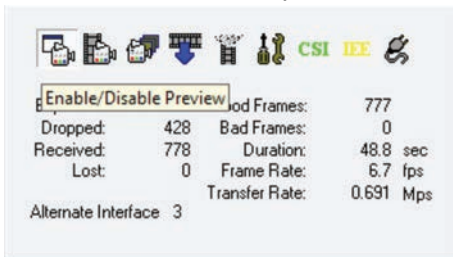 CSI IEE
Enable/Disable Preview
ood Frames: 777
Dropped: 428 Bad Frames: 0
Received: 778 Duration: 48.8 sec
Lost: 0 Frame Rate: 6.7 fps
Transfer Rate: 0.691 Mps
Alternate Interface 3